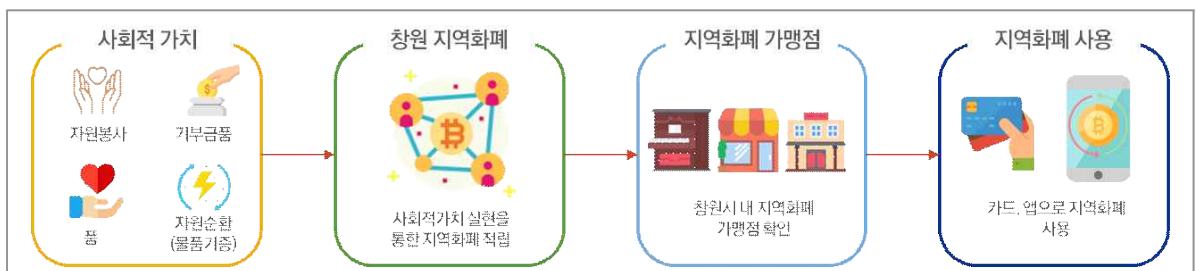 사회적 가치
자원봉사
기부금품
품
자원순환
(물품기증)
창원 지역화폐
사회적가치 실현을
통한 지역화폐 적립
지역화폐 가맹점
창원시 내 지역화폐
가맹점 확인
지역화폐 사용
카드, 앱으로 지역화폐
사용